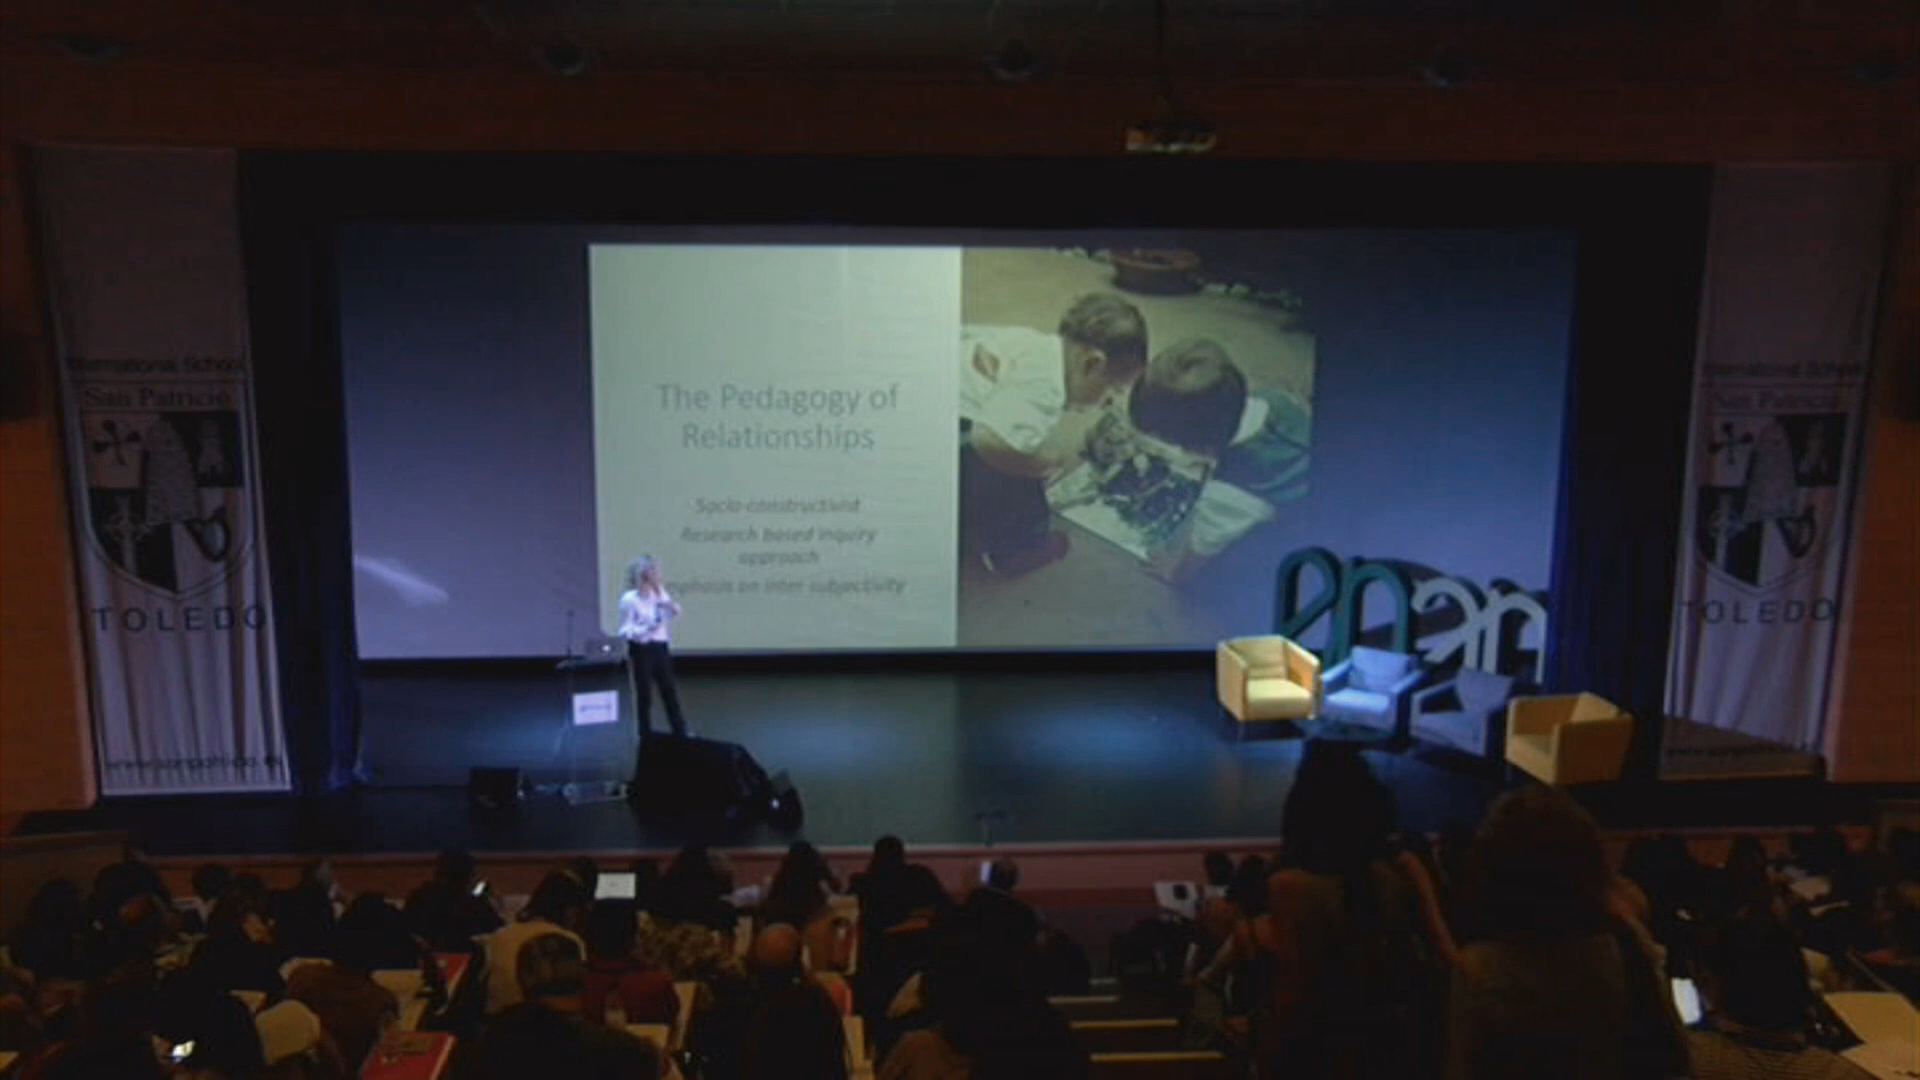 International School
San Patricio
TOLEDO
The Pedagogy of
Relationships
Socio-constructivist
Research based inquiry
approach
emphasis on inter subjectivity
International School
San Patricio
TOLEDO